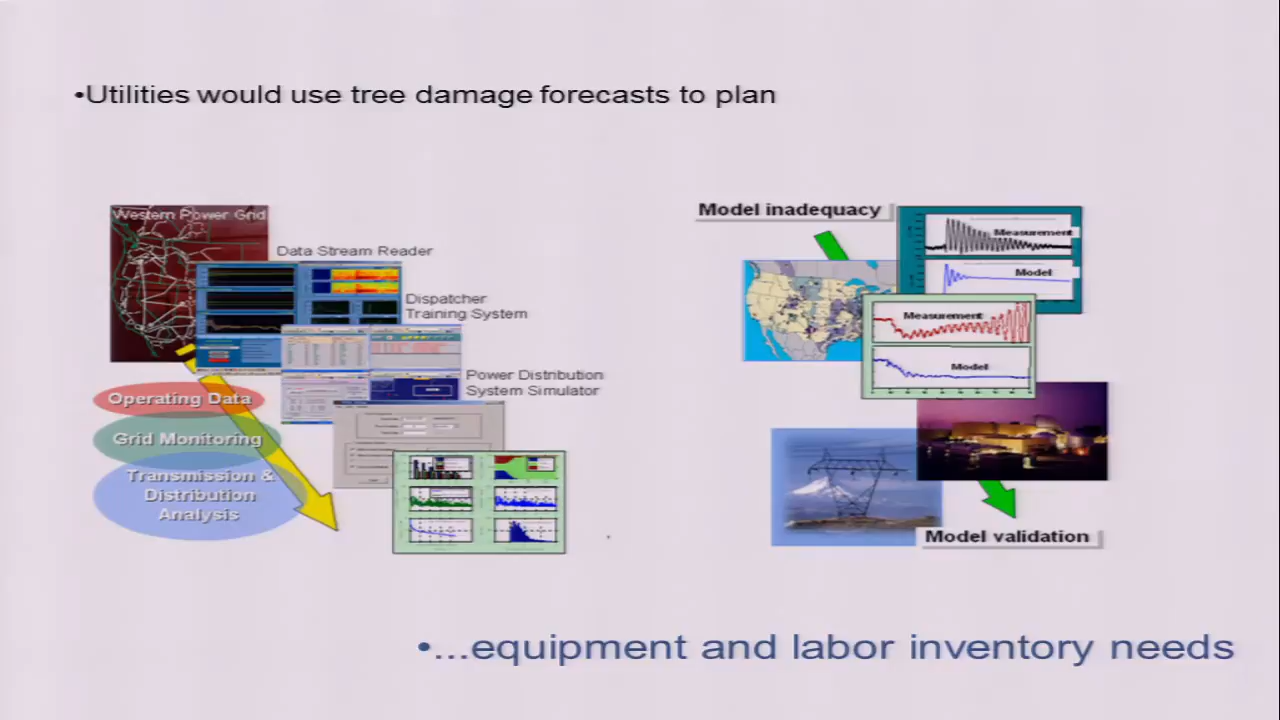 •Utilities would use tree damage forecasts to plan
Western Power Grid
Data Stream Reader
Dispatcher
Training System
Power Distribution
System Simulator
Operating Data
Grid Monitoring
Transmission &
Distribution
Analysis
Model inadequacy
Measurement
Model
Measurement
Model
Model validation
•...equipment and labor inventory needs